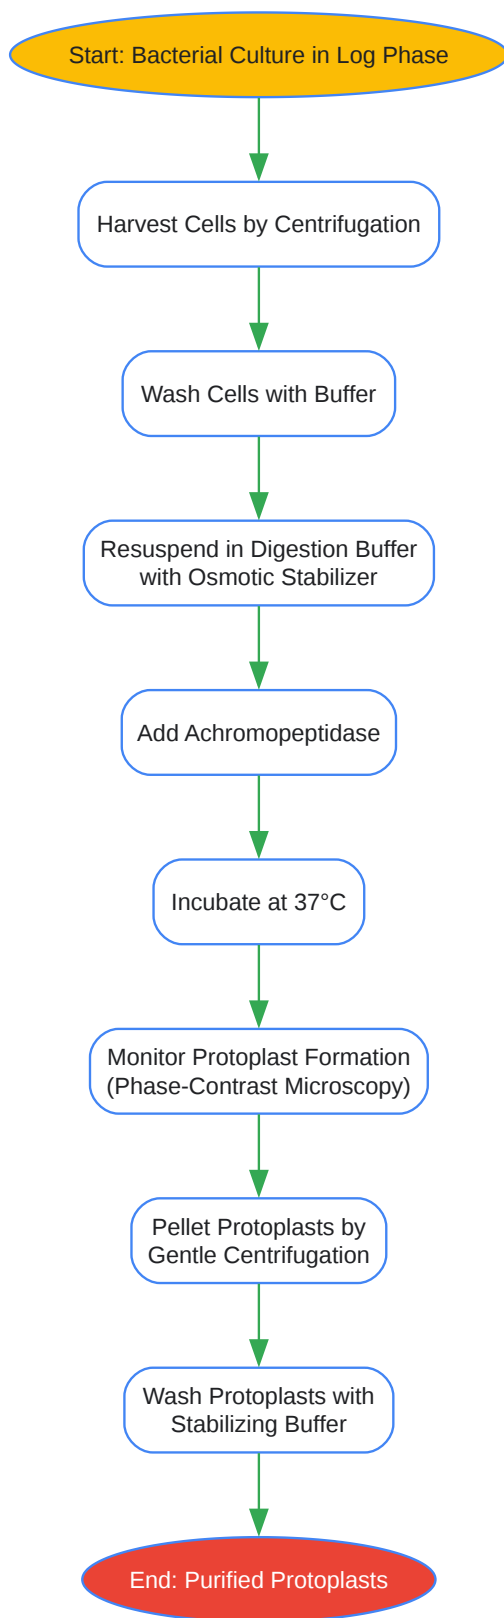 Start: Bacterial Culture in Log Phase
Harvest Cells by Centrifugation
Wash Cells with Buffer
Resuspend in Digestion Buffer
with Osmotic Stabilizer
Add Achromopeptidase
Incubate at 37°C
Monitor Protoplast Formation
(Phase-Contrast Microscopy)
Pellet Protoplasts by
Gentle Centrifugation
Wash Protoplasts with
Stabilizing Buffer
End: Purified Protoplasts